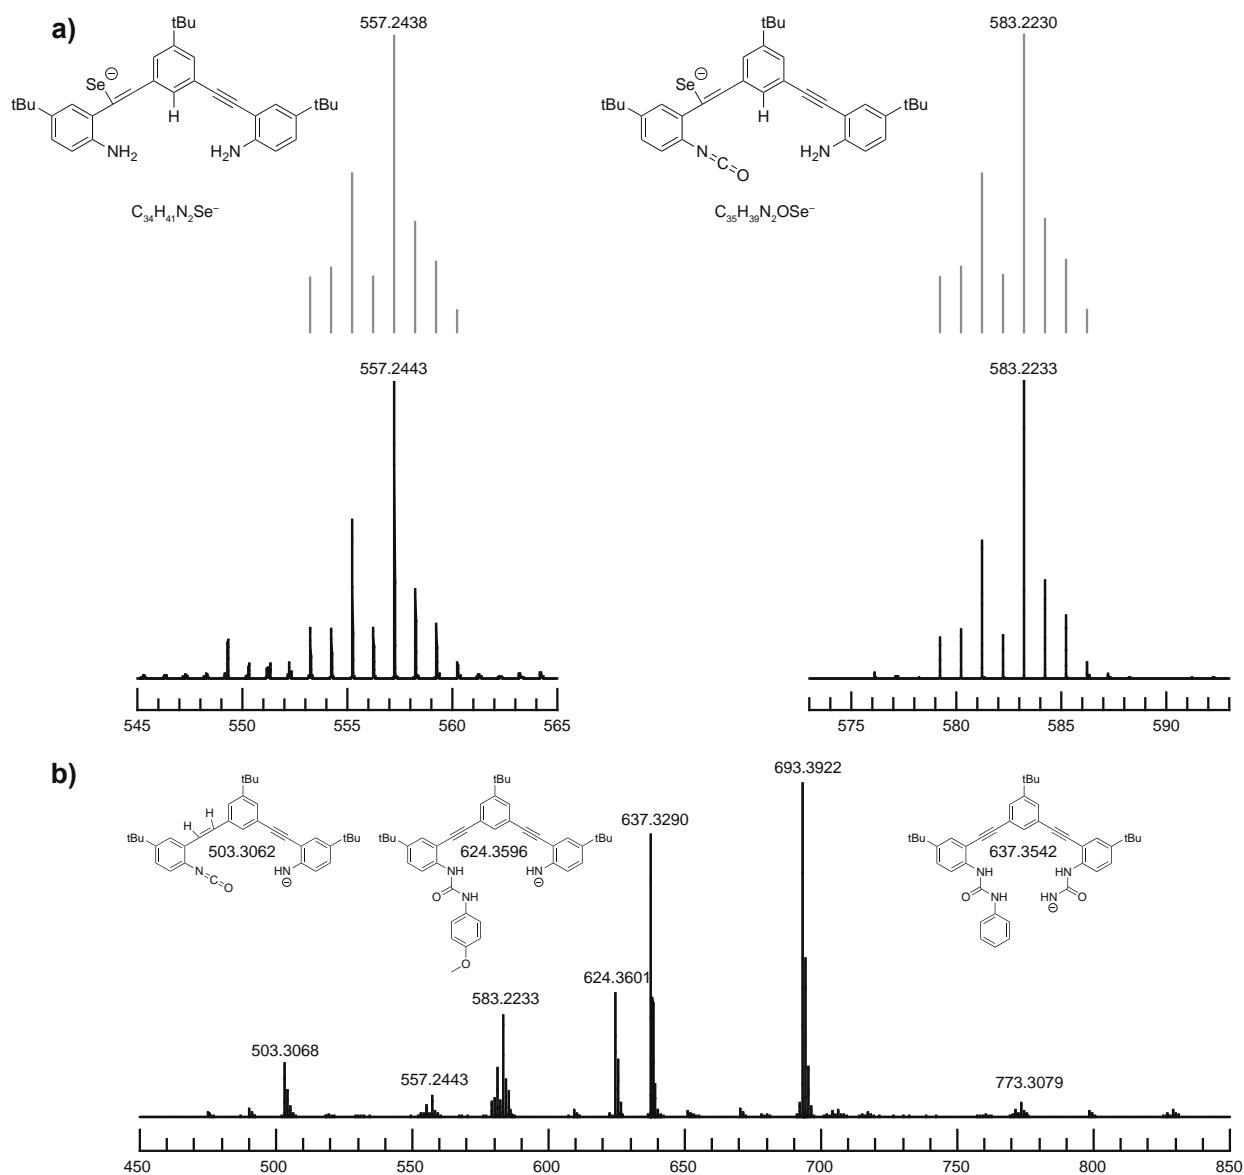 a)
tBu
557.2438
tBu
583.2230
Se⊖
Se⊖
tBu
tBu
tBu
tBu
H
H
NH₂
H₂N
N=C=O
H₂N
C₃₄H₄₁N₂Se⁻
C₃₅H₃₉N₂OSe⁻
557.2443
583.2233
545 550 555 560 565
575 580 585 590
b)
693.3922
tBu
tBu
tBu
637.3290
H
H
tBu
tBu
tBu
tBu
tBu
tBu
503.3062
624.3596
637.3542
N=C=O
HN⊖
NH
HN⊖
NH
NH
O
NH
O
NH
HN⊖
O
O
624.3601
583.2233
503.3068
557.2443
773.3079
450 500 550 600 650 700 750 800 850